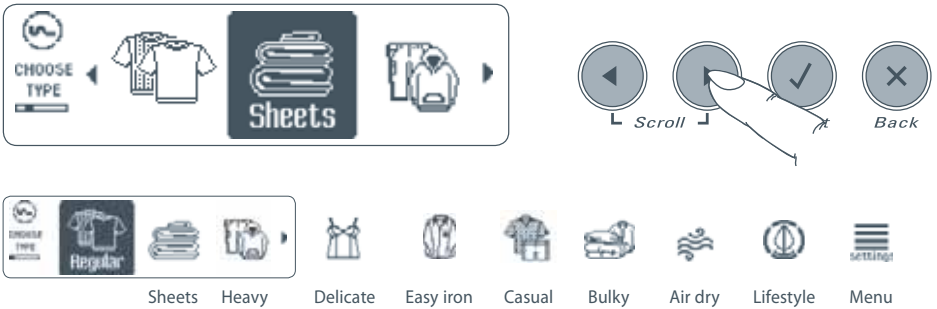 CHOOSE
TYPE
Sheets
Scroll
Back
CHOOSE
TYPE
Regular
settings
Sheets Heavy Delicate Easy iron Casual Bulky Air dry Lifestyle Menu